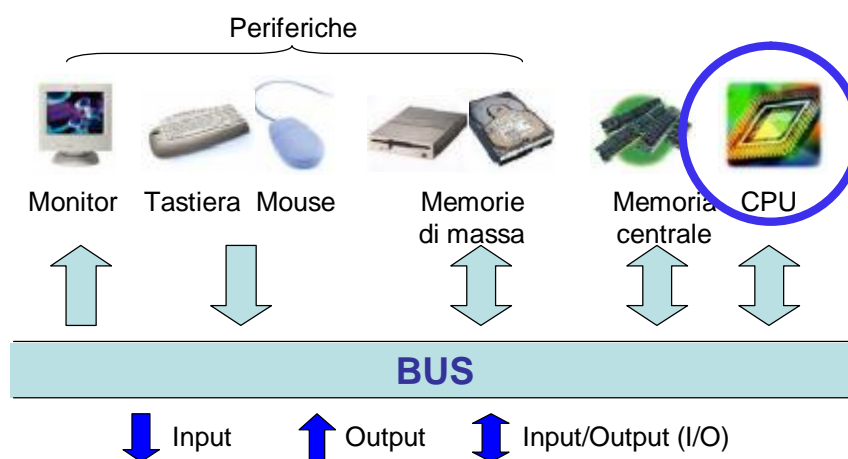 Periferiche
Monitor Tastiera Mouse Memorie Memoria CPU
di massa centrale
BUS
Input Output Input/Output (I/O)